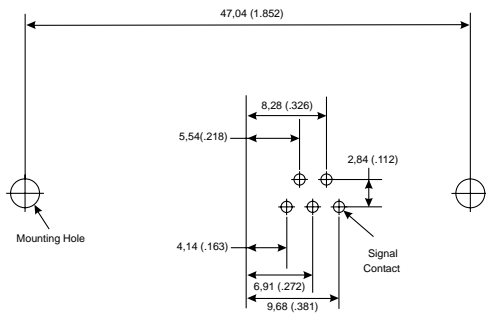 47,04 (1.852)
8,28 (.326)
5,54(.218)
2,84 (.112)
Mounting Hole
4,14 (.163)
Signal
Contact
6,91 (.272)
9,68 (.381)